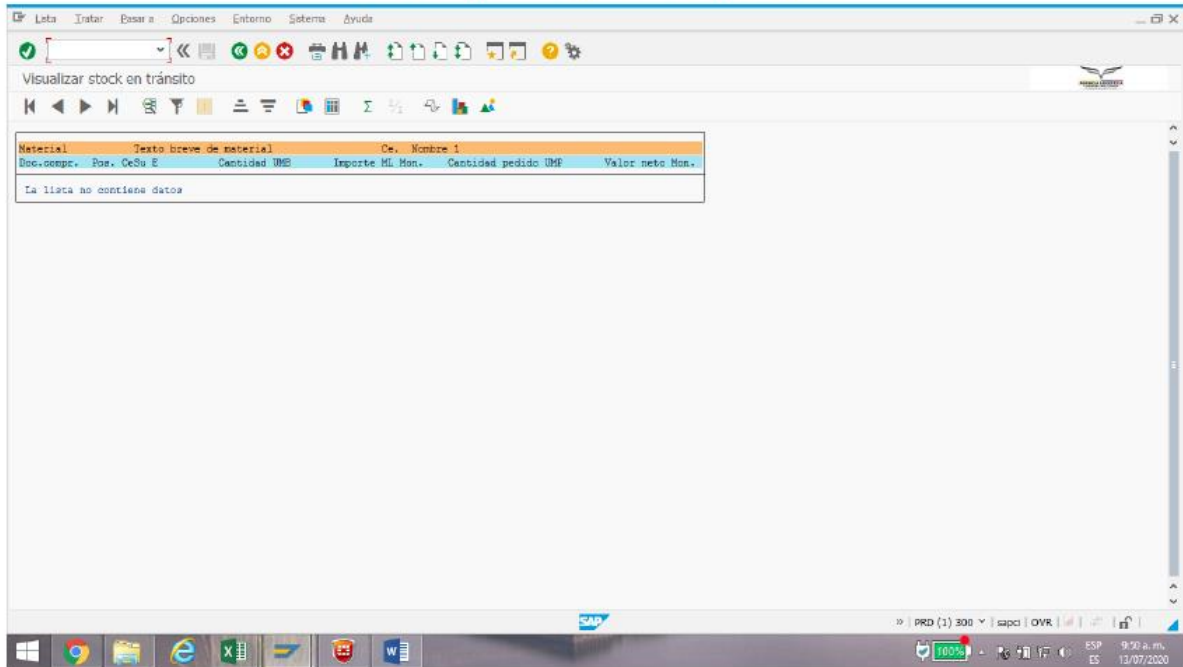 Lista Tratar Pasar a Opciones Entorno Sistema Ayuda
Visualizar stock en tránsito
Material Texto breve de material Ce. Nombre 1
Doc.compr. Pos. CeSu E Cantidad UMB Importe ML Mon. Cantidad pedido UMP Valor neto Mon.
La lista no contiene datos
SAP
PRD (1) 300 | sapci | OVR
100%
ESP 9:50 a. m.
ES 13/07/2020